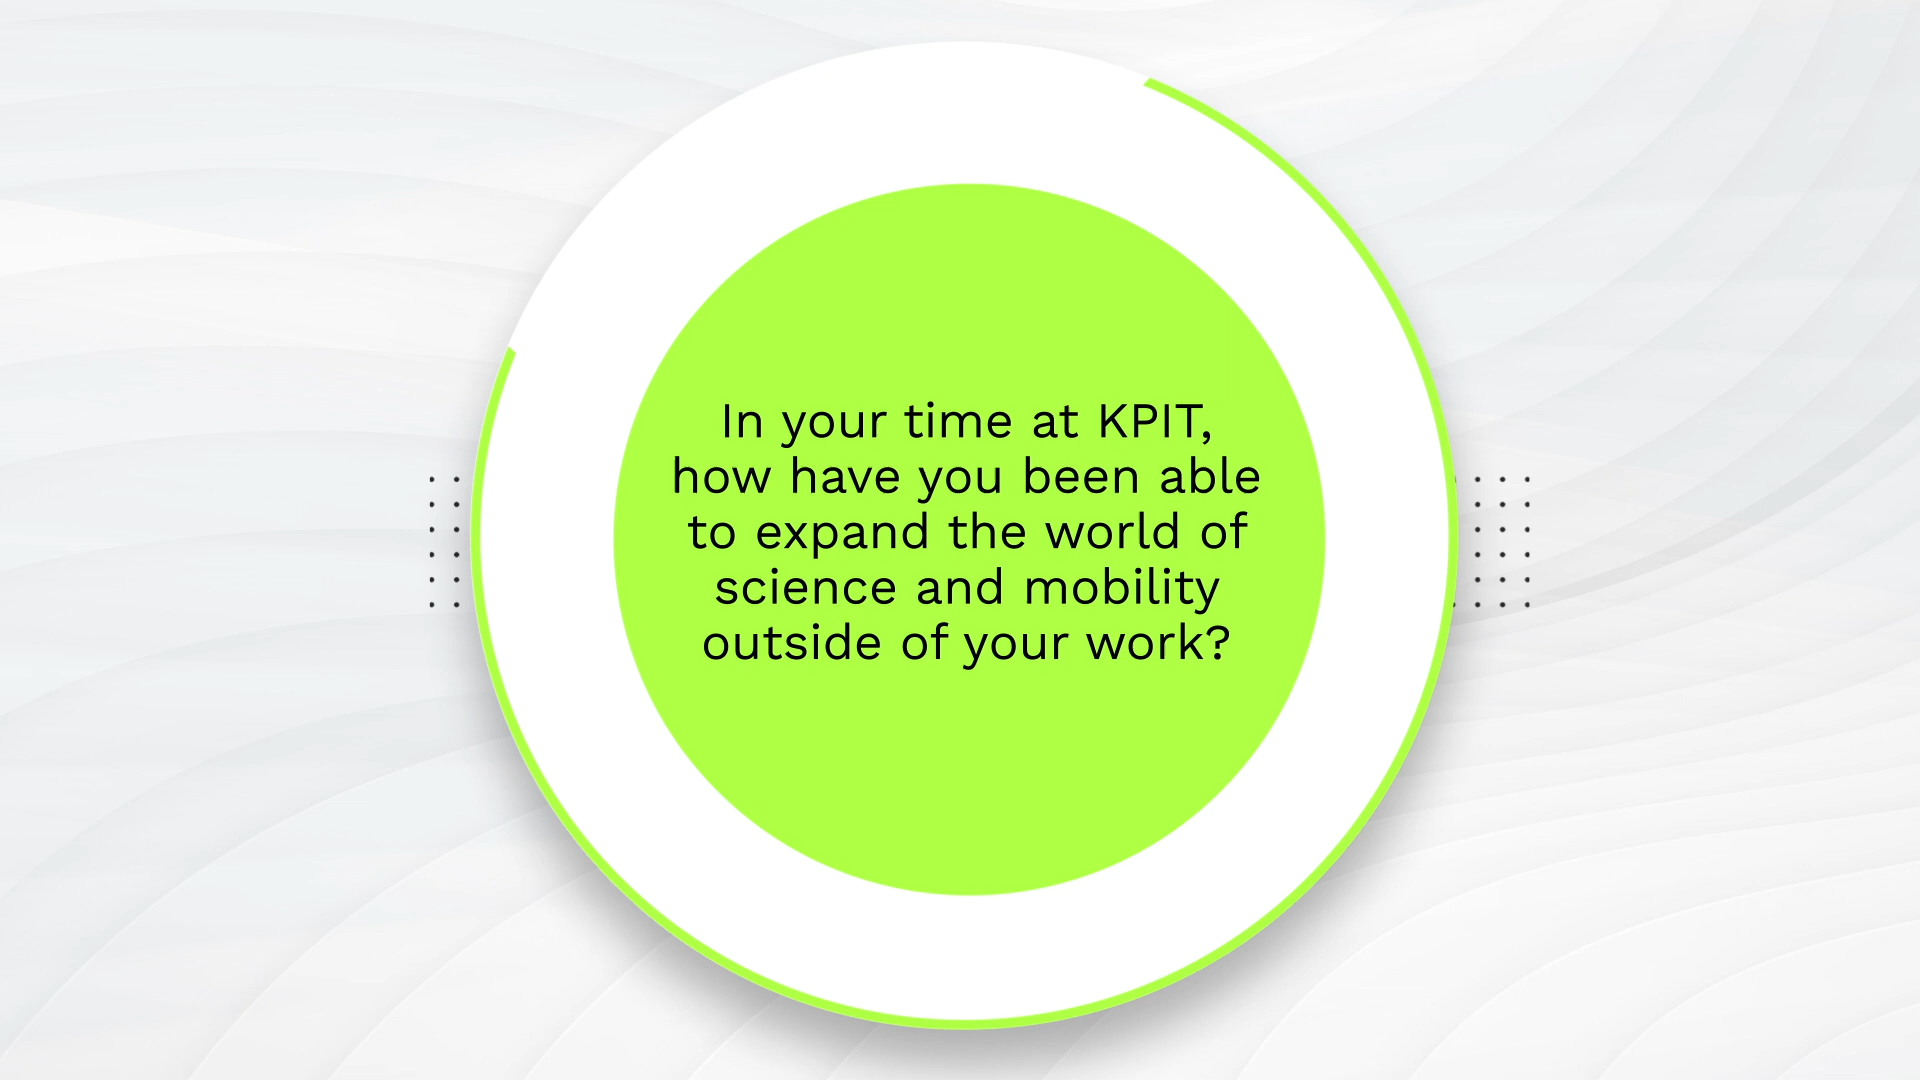 In your time at KPIT,
how have you been able
to expand the world of
science and mobility
outside of your work?